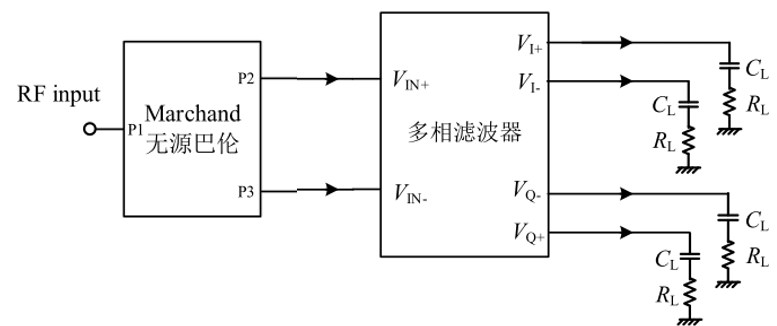 RF input
P1
Marchand
无源巴伦
P2
P3
VIN+
VIN-
多相滤波器
VI+
VI-
VQ-
VQ+
CL
RL
CL
RL
CL
RL
CL
RL